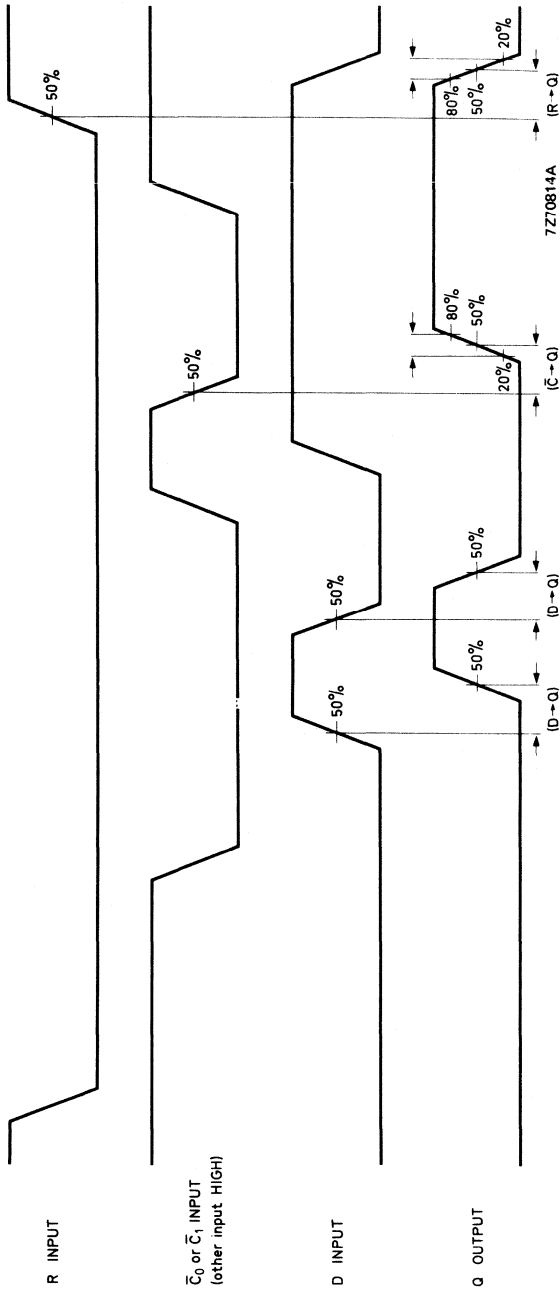 R INPUT
50%
C̄₀ or C̄₁ INPUT
(other input HIGH)
50%
D INPUT
50%
50%
Q OUTPUT
50%
50%
20%
50%
80%
80%
50%
20%
(D→Q)
(D→Q)
(C̄→Q)
(R→Q)
7Z70814A